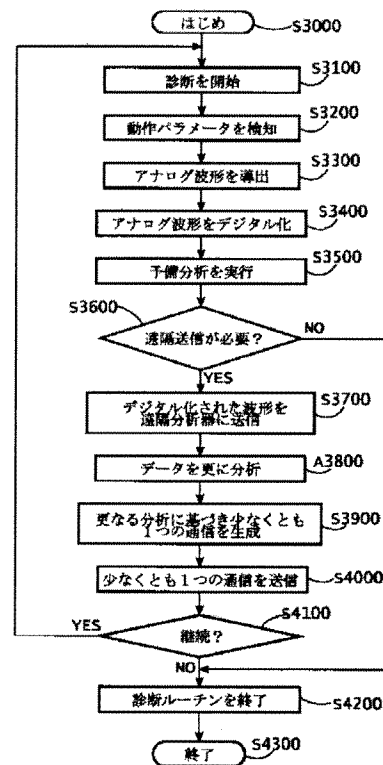 はじめ S3000
診断を開始 S3100
動作パラメータを検知 S3200
アナログ波形を導出 S3300
アナログ波形をデジタル化 S3400
予備分析を実行 S3500
S3600
遠隔送信が必要? NO
YES
デジタル化された波形を
遠隔分析器に送信 S3700
データを更に分析 A3800
更なる分析に基づき少なくとも
1つの通信を生成 S3900
少なくとも1つの通信を送信 S4000
YES 継続? S4100
NO
診断ルーチンを終了 S4200
終了 S4300